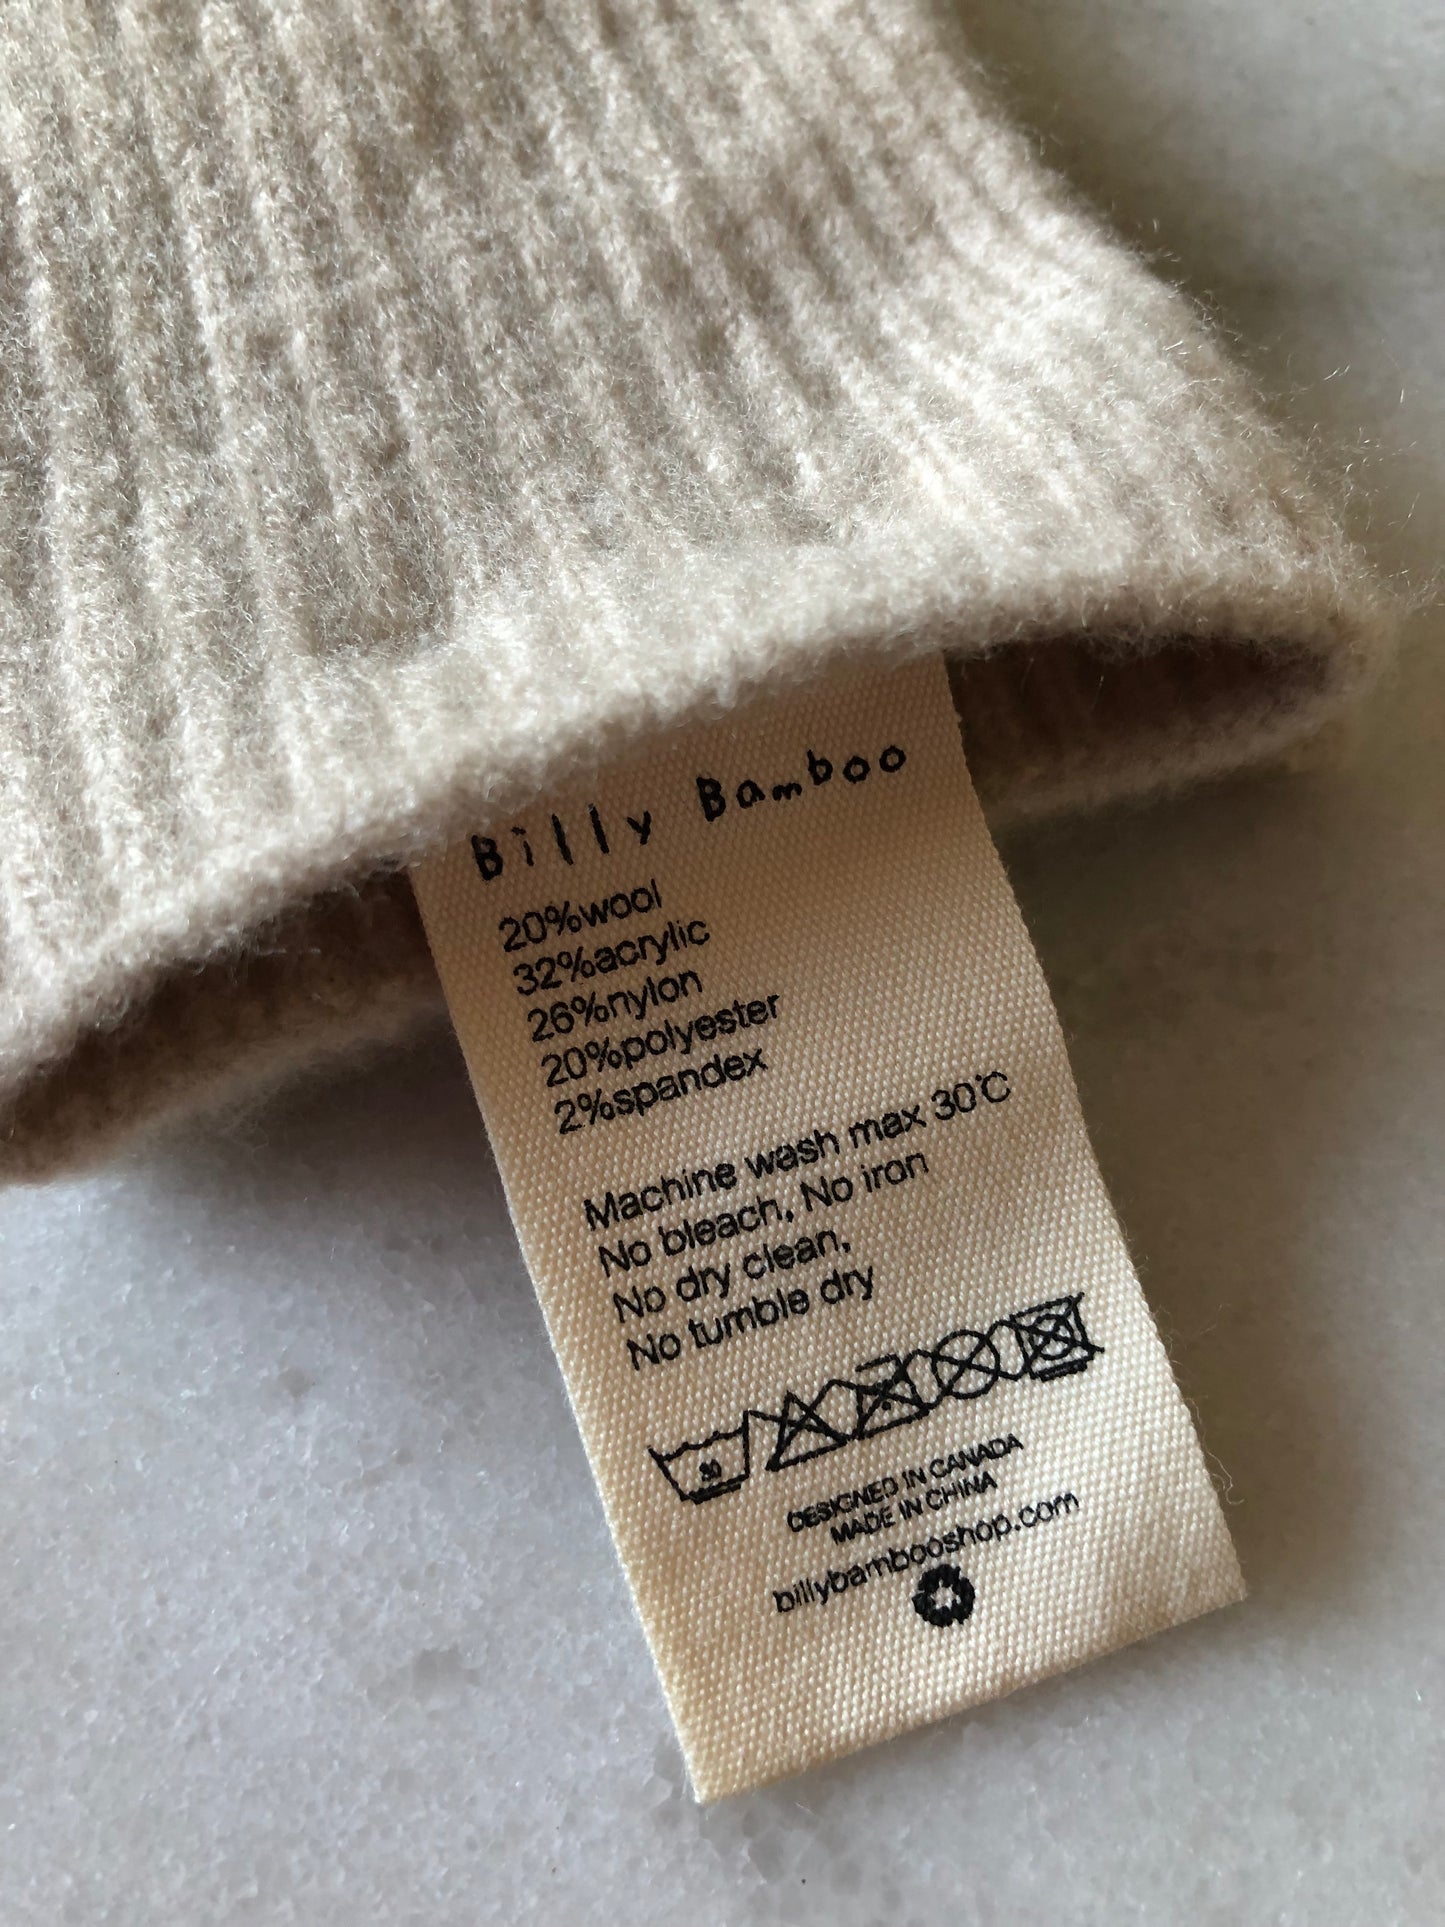 Billy Bamboo
20%wool
32%acrylic
26%nylon
20%polyester
2%spandex
Machine wash max 30℃
No bleach, No iron
No dry clean,
No tumble dry
30
DESIGNED IN CANADA
MADE IN CHINA
billybambooshop.com